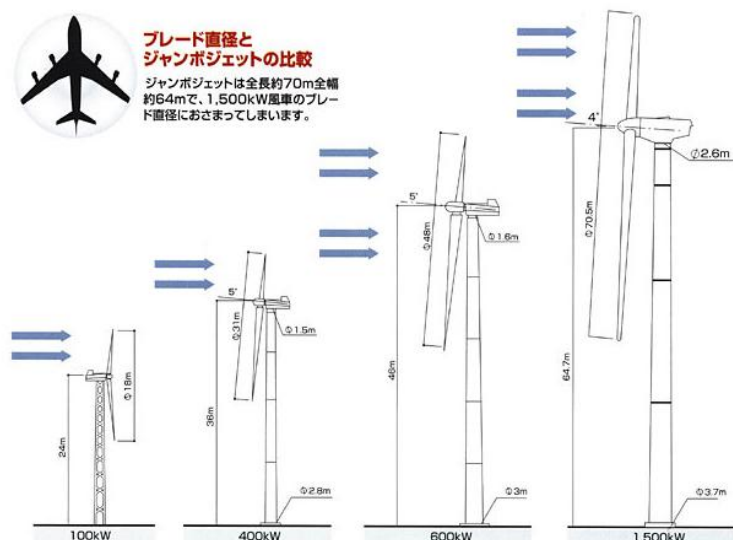 ブレード直径と
ジャンボジェットの比較
ジャンボジェットは全長約70m全幅
約64mで、1,500kW風車のブレー
ド直径におさまってしまいます。
24m
Φ18m
100kW
5°
Φ31m
Φ1.5m
36m
Φ2.8m
400kW
5°
Φ48m
Φ1.6m
46m
Φ3m
600kW
4°
Φ2.6m
Φ70.5m
64.7m
Φ3.7m
1,500kW